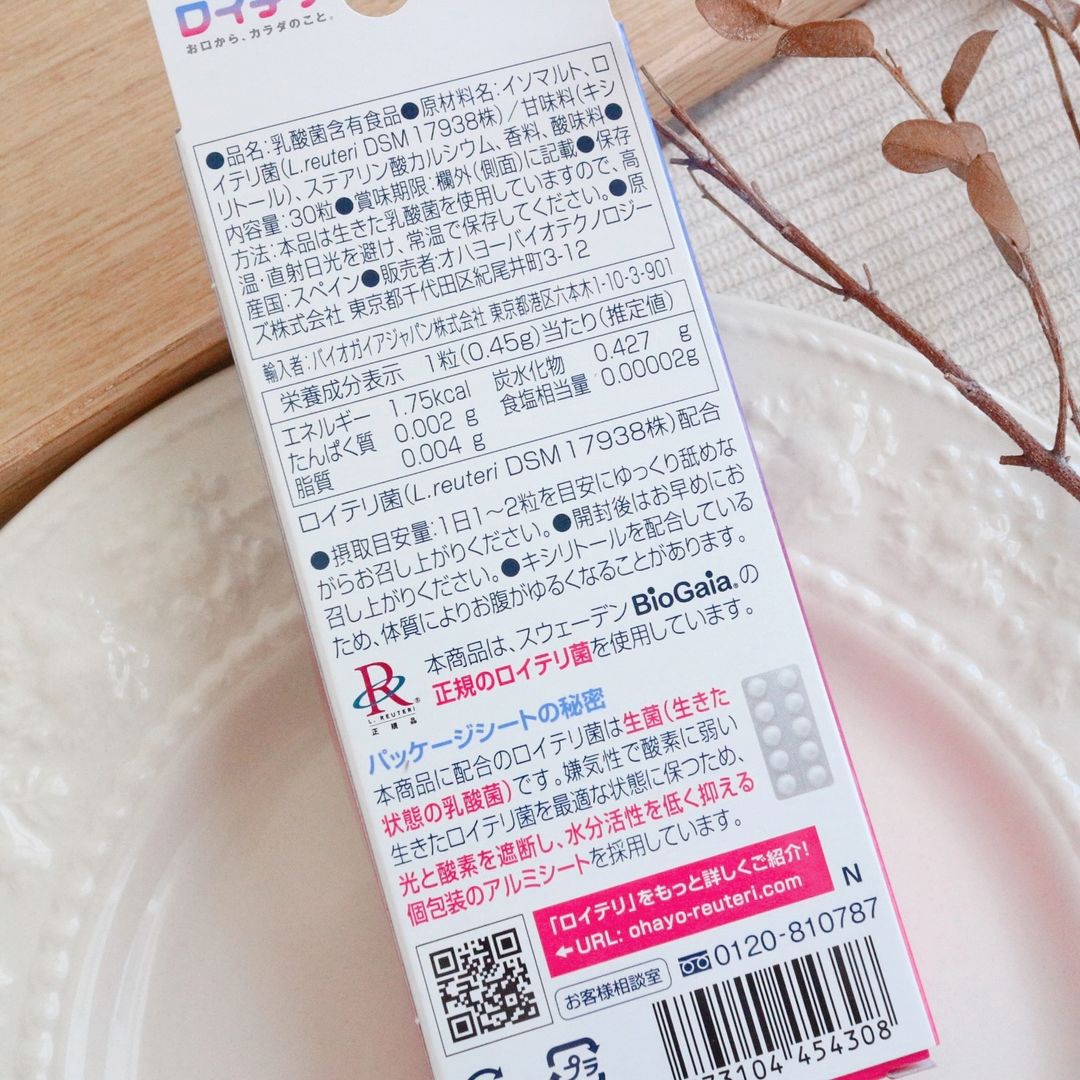 ロイテリ
お口から、カラダのこと。
●品名:乳酸菌含有食品●原材料名:イソマルト、ロ
イテリ菌(L.reuteri DSM 17938株)/甘味料(キシ
リトール)、ステアリン酸カルシウム、香料、酸味料●
内容量:30粒●賞味期限:欄外(側面)に記載●保存
方法:本品は生きた乳酸菌を使用していますので、高
温、直射日光を避け、常温で保存してください。●原
産国:スペイン●販売者:オハヨーバイオテクノロジー
ズ株式会社 東京都千代田区紀尾井町3-12
輸入者:バイオガイアジャパン株式会社 東京都港区六本木1-10-3-901
栄養成分表示 1粒(0.45g)当たり(推定値)
エネルギー 1.75kcal 炭水化物 0.427 g
たんぱく質 0.002 g 食塩相当量 0.00002g
脂質 0.004 g
ロイテリ菌(L.reuteri DSM 17938株)配合
●摂取目安量:1日1〜2粒を目安にゆっくり舐めな
がらお召し上がりください。●開封後はお早めにお
召し上がりください。●キシリトールを配合している
ため、体質によりお腹がゆるくなることがあります。
本商品は、スウェーデン BioGaia®の
正規のロイテリ菌を使用しています。
R®
L. REUTERI
正規品
パッケージシートの秘密
本商品に配合のロイテリ菌は生菌(生きた
状態の乳酸菌)です。嫌気性で酸素に弱い
生きたロイテリ菌を最適な状態に保つため、
光と酸素を遮断し、水分活性を低く抑える
個包装のアルミシートを採用しています。
「ロイテリ」をもっと詳しくご紹介!
←URL: ohayo-reuteri.com
N
お客様相談室 0120-810787
プラ
73104 454308